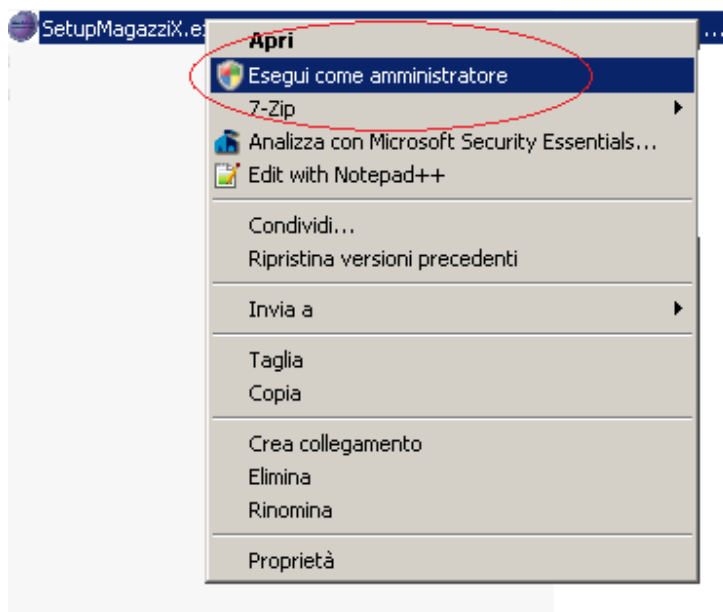 SetupMagazziX.e
...
Apri
Esegui come amministratore
7-Zip
Analizza con Microsoft Security Essentials...
Edit with Notepad++
Condividi...
Ripristina versioni precedenti
Invia a
Taglia
Copia
Crea collegamento
Elimina
Rinomina
Proprietà